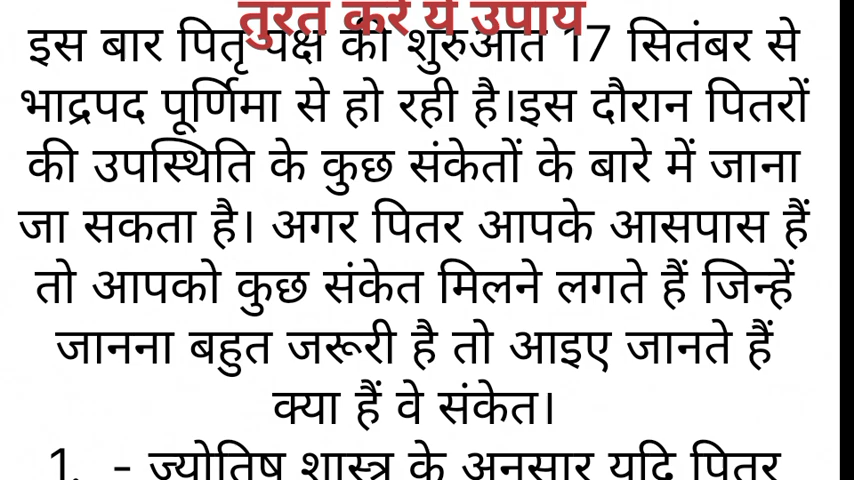 तुरंत करें ये उपाय
इस बार पितृ पक्ष की शुरुआत 17 सितंबर से
भाद्रपद पूर्णिमा से हो रही है।इस दौरान पितरों
की उपस्थिति के कुछ संकेतों के बारे में जाना
जा सकता है। अगर पितर आपके आसपास हैं
तो आपको कुछ संकेत मिलने लगते हैं जिन्हें
जानना बहुत जरूरी है तो आइए जानते हैं
क्या हैं वे संकेत।
1. - ज्योतिष शास्त्र के अनुसार यदि पितर